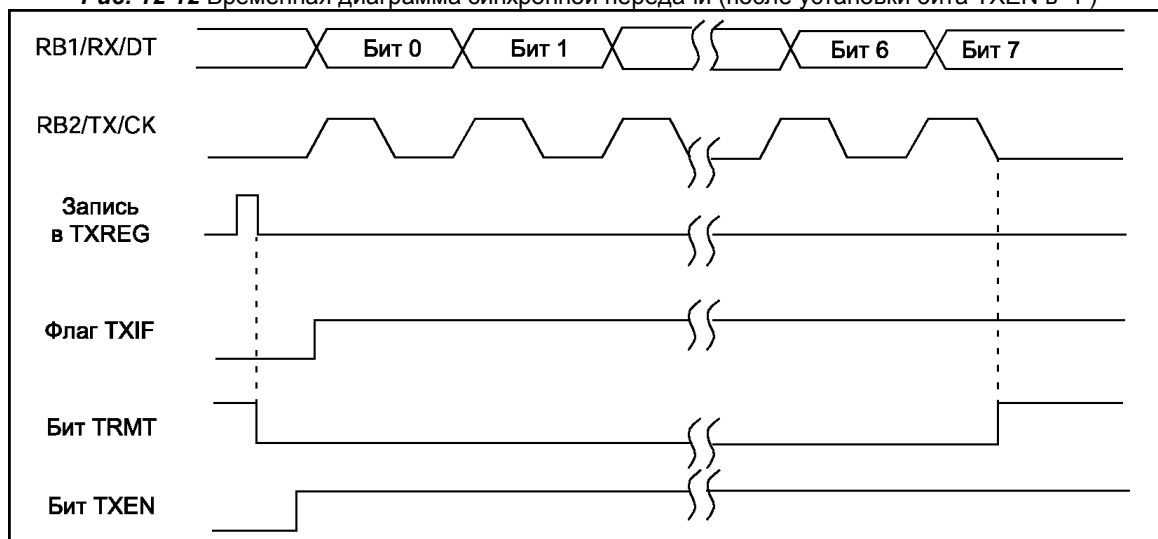 Рис. 12-12 Временная диаграмма синхронной передачи (после установки бита TXEN в '1')
RB1/RX/DT
Бит 0
Бит 1
Бит 6
Бит 7
RB2/TX/CK
Запись
в TXREG
Флаг TXIF
Бит TRMT
Бит TXEN